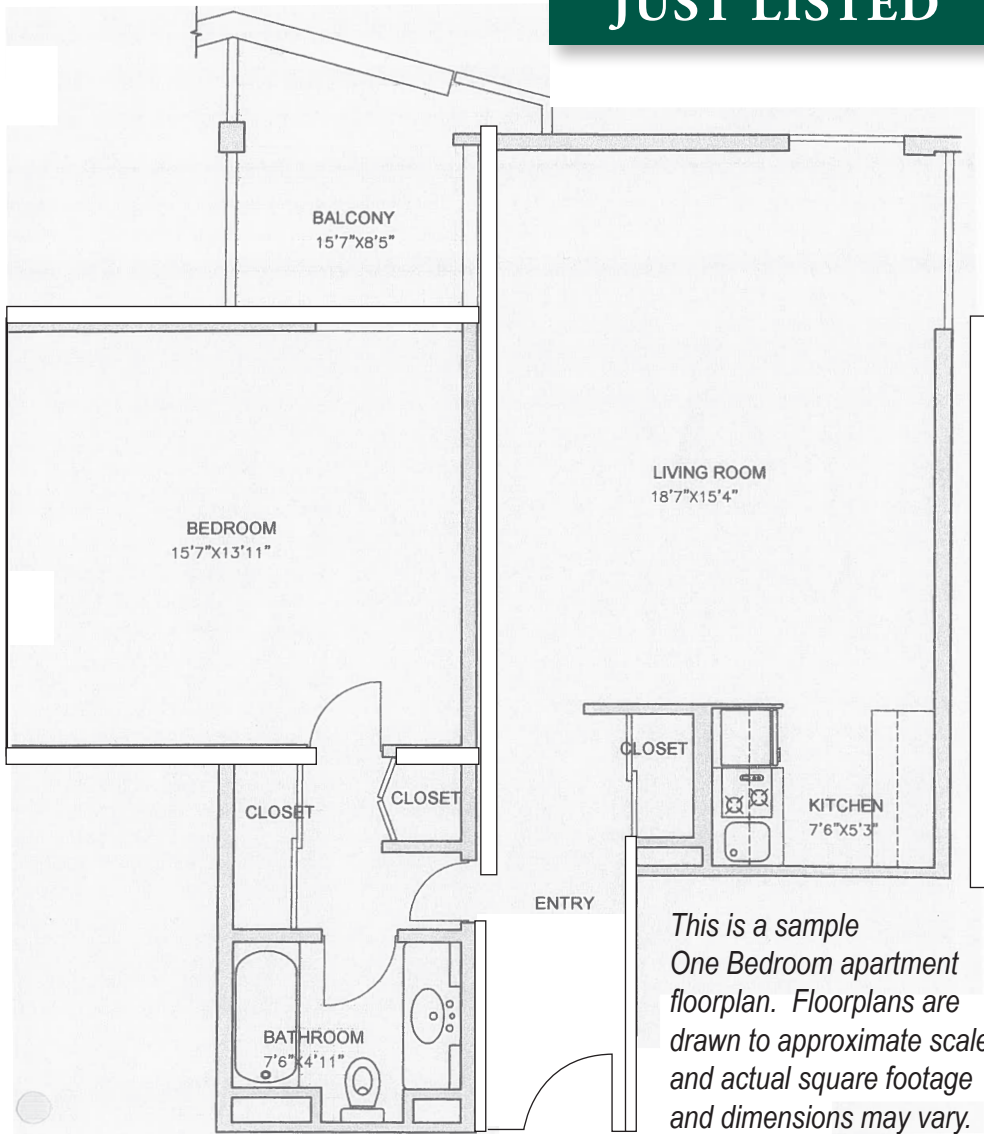 JUST LISTED
BALCONY
15'7"X8'5"
LIVING ROOM
18'7"X15'4"
BEDROOM
15'7"X13'11"
CLOSET
CLOSET
CLOSET
KITCHEN
7'6"X5'3"
ENTRY
This is a sample
One Bedroom apartment
floorplan. Floorplans are
drawn to approximate scale
and actual square footage
and dimensions may vary.
BATHROOM
7'6"X4'11"